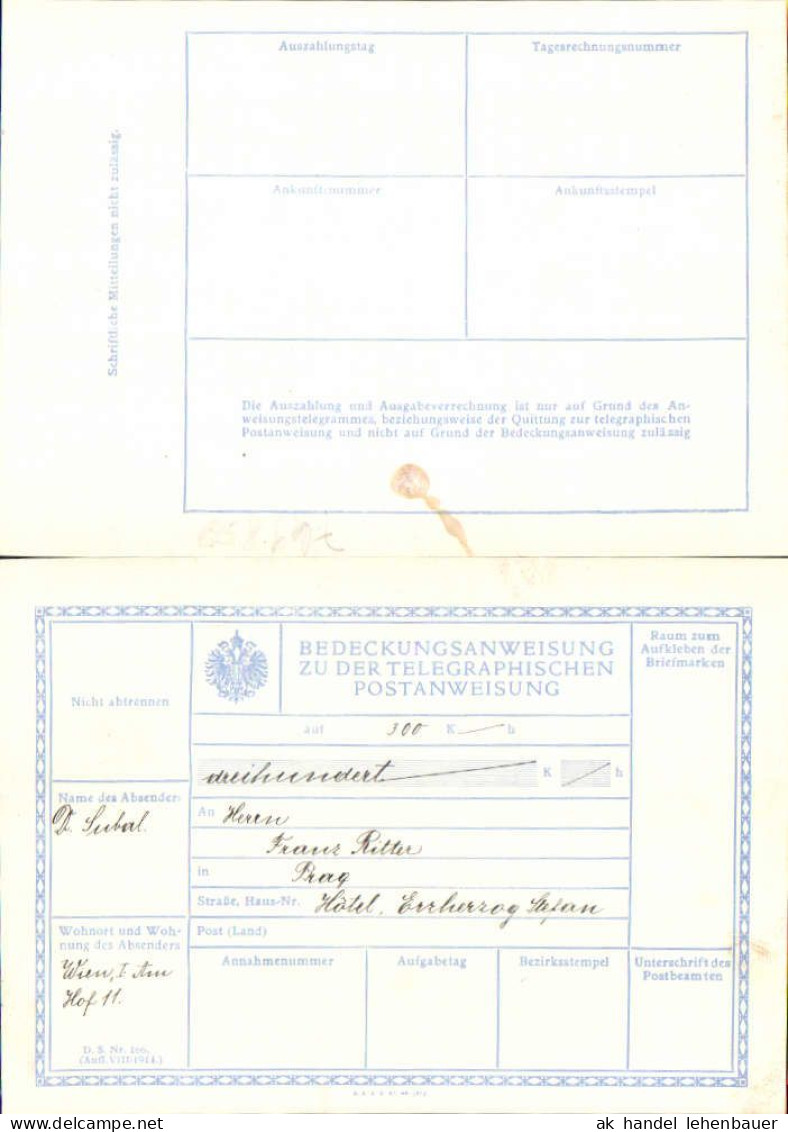 Auszahlungstag
Tagesrechnungsnummer
Schriftliche Mitteilungen nicht zulässig.
Ankunftsnummer
Ankunftsstempel
Die Auszahlung und Ausgabeverrechnung ist nur auf Grund des An-
weisungstelegrammes, beziehungsweise der Quittung zur telegraphischen
Postanweisung und nicht auf Grund der Bedeckungsanweisung zulässig
Nicht abtrennen
BEDECKUNGSANWEISUNG
ZU DER TELEGRAPHISCHEN
POSTANWEISUNG
Raum zum
Aufkleben der
Briefmarken
auf 300 K — h
dreihundert K / h
Name des Absenders
Dr. Subal.
An Herrn
Franz Ritter
in Prag
Straße, Haus-Nr. Hôtel, Erzherzog Stefan
Post (Land)
Wohnort und Woh-
nung des Absenders
Wien, I. Am
Hof 11.
Annahmenummer
Aufgabetag
Bezirksstempel
Unterschrift des
Postbeamten
D. S. Nr. 106.
(Aufl. VIII-1914.)
ak handel lehenbauer